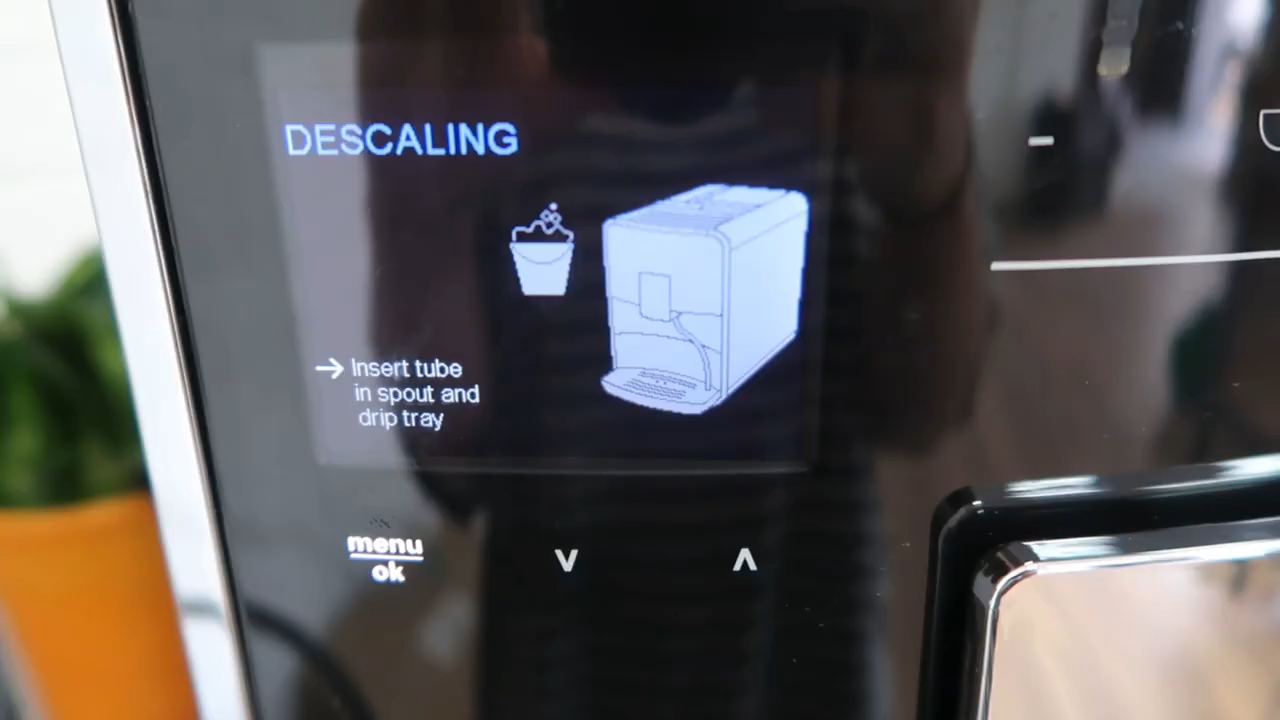 DESCALING
→ Insert tube
in spout and
drip tray
menu
ok